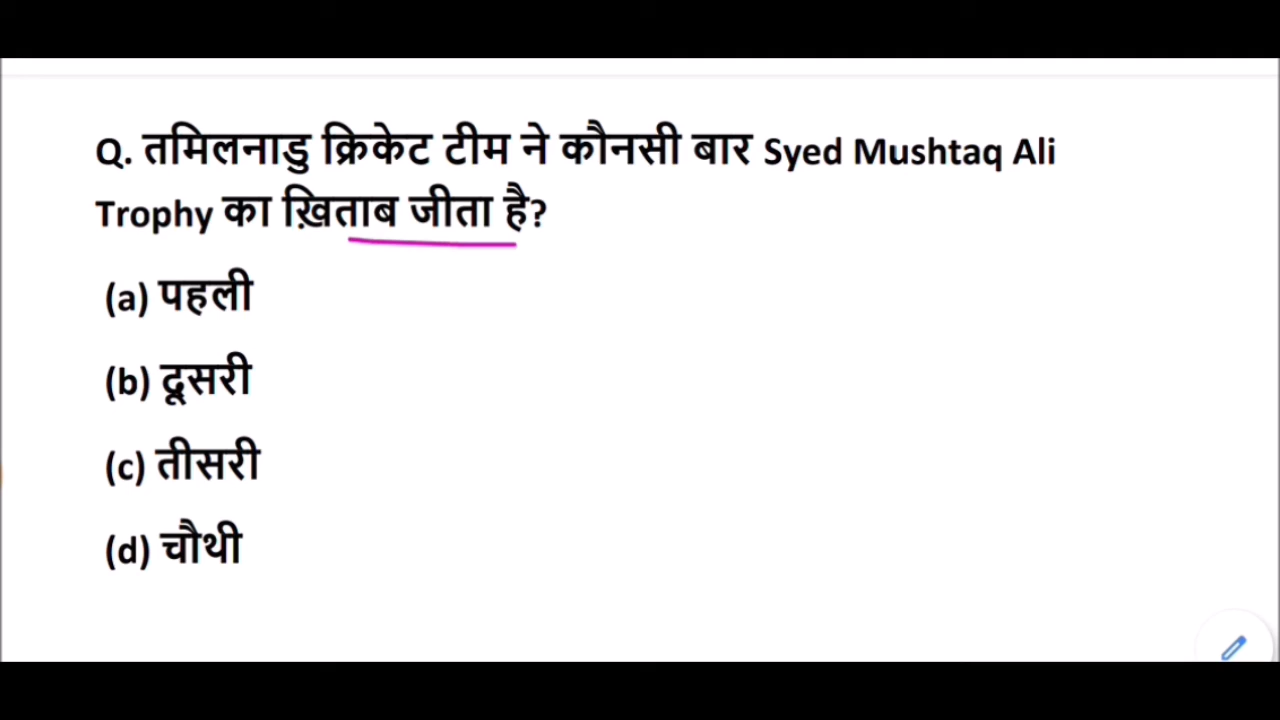 Q. तमिलनाडु क्रिकेट टीम ने कौनसी बार Syed Mushtaq Ali
Trophy का ख़िताब जीता है?
(a) पहली
(b) दूसरी
(c) तीसरी
(d) चौथी